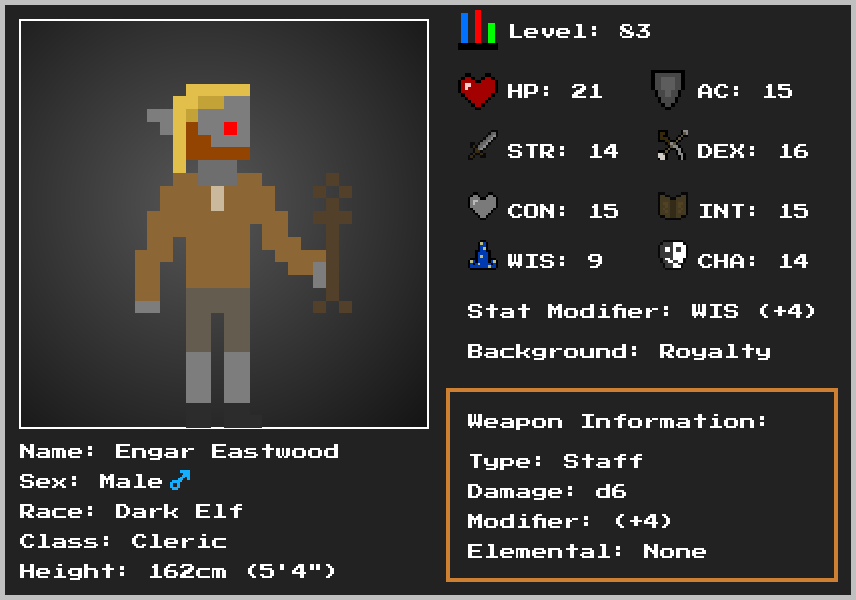 Level: 83
HP: 21
AC: 15
STR: 14
DEX: 16
CON: 15
INT: 15
WIS: 9
CHA: 14
Stat Modifier: WIS (+4)
Background: Royalty
Weapon Information:
Type: Staff
Damage: d6
Modifier: (+4)
Elemental: None
Name: Engar Eastwood
Sex: Male♂
Race: Dark Elf
Class: Cleric
Height: 162cm (5'4")